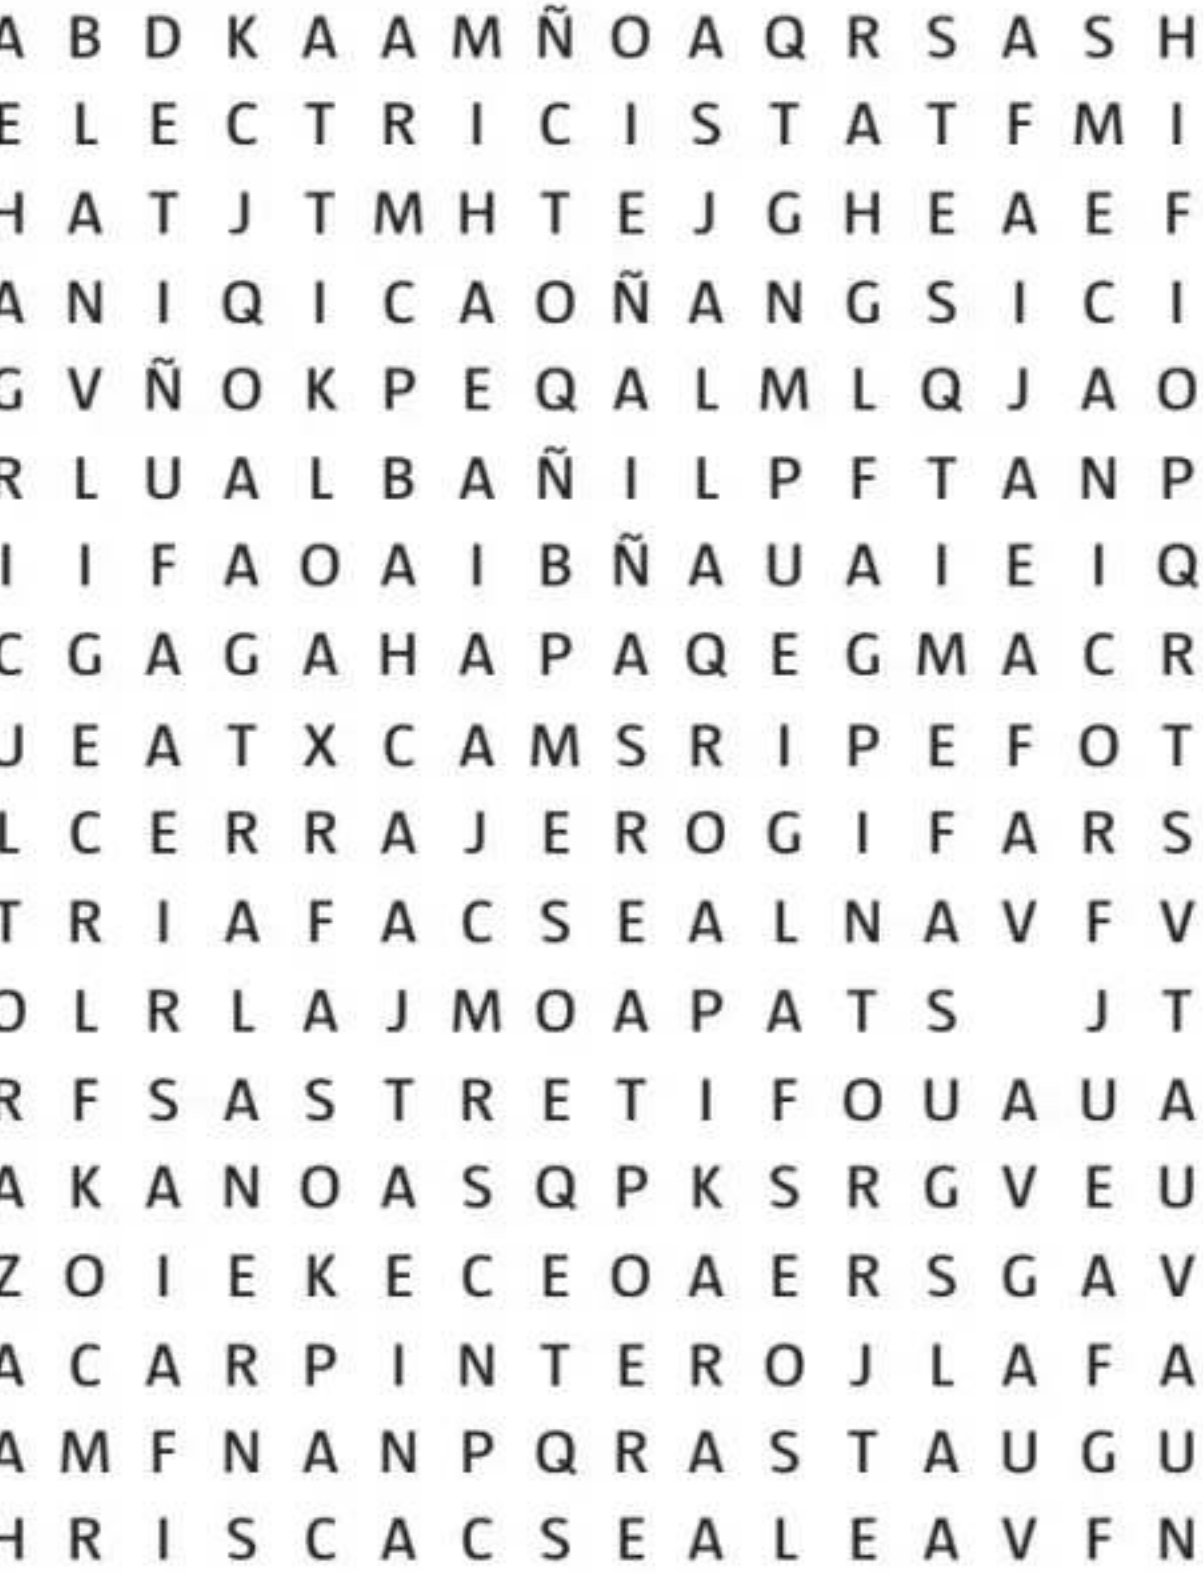 A B D K A A M Ñ O A Q R S A S H
E L E C T R I C I S T A T F M I
H A T J T M H T E J G H E A E F
A N I Q I C A O Ñ A N G S I C I
G V Ñ O K P E Q A L M L Q J A O
R L U A L B A Ñ I L P F T A N P
I I F A O A I B Ñ A U A I E I Q
C G A G A H A P A Q E G M A C R
U E A T X C A M S R I P E F O T
L C E R R A J E R O G I F A R S
T R I A F A C S E A L N A V F V
O L R L A J M O A P A T S J T
R F S A S T R E T I F O U A U A
A K A N O A S Q P K S R G V E U
Z O I E K E C E O A E R S G A V
A C A R P I N T E R O J L A F A
A M F N A N P Q R A S T A U G U
H R I S C A C S E A L E A V F N